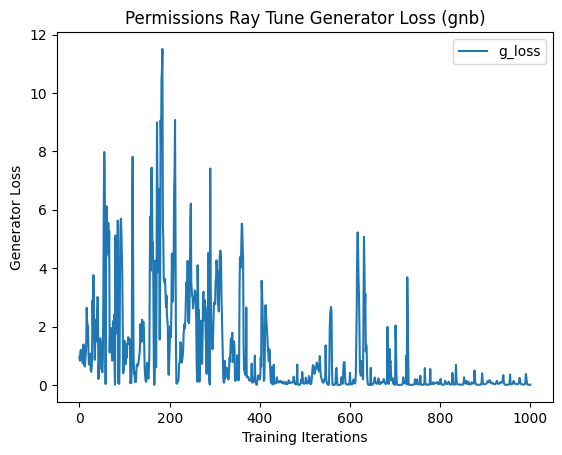 Permissions Ray Tune Generator Loss (gnb)
g_loss
Generator Loss
12
10
8
6
4
2
0
0 200 400 600 800 1000
Training Iterations